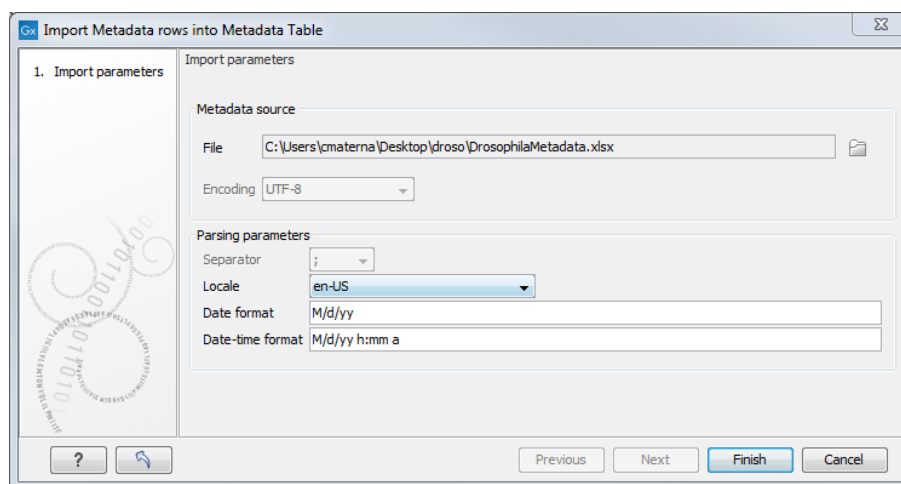 Gx Import Metadata rows into Metadata Table
1. Import parameters
Import parameters
Metadata source
File C:\Users\cmaterna\Desktop\droso\DrosophilaMetadata.xlsx
Encoding UTF-8
Parsing parameters
Separator ;
Locale en-US
Date format M/d/yy
Date-time format M/d/yy h:mm a
? Previous Next Finish Cancel